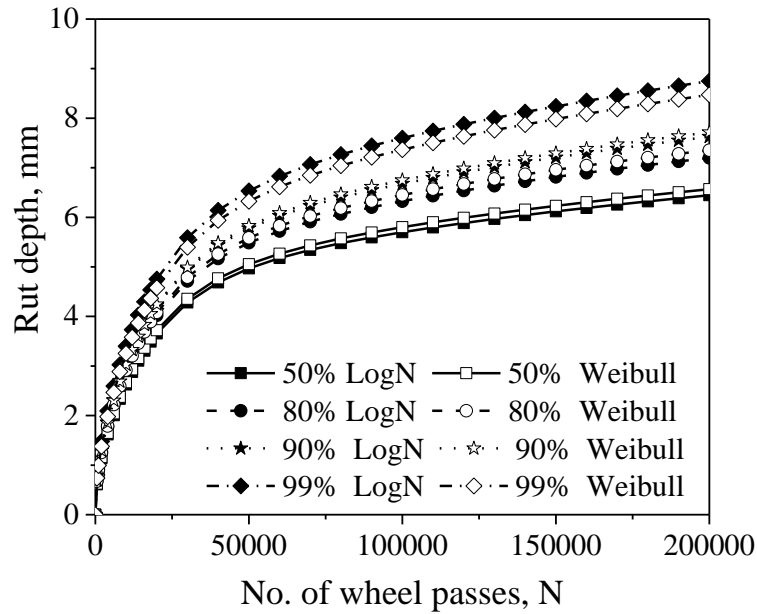 10
8
6
4
2
0
Rut depth, mm
50% LogN 50% Weibull
80% LogN 80% Weibull
90% LogN 90% Weibull
99% LogN 99% Weibull
0 50000 100000 150000 200000
No. of wheel passes, N